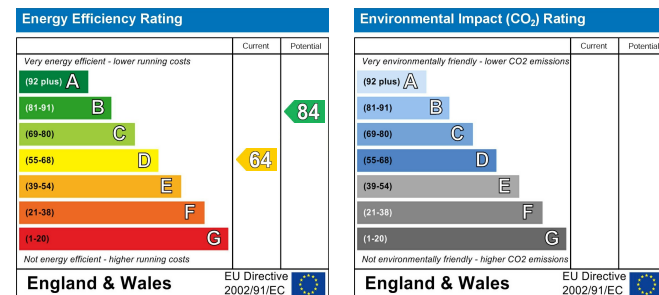 Energy Efficiency Rating
Current Potential
Very energy efficient - lower running costs
(92 plus) A
(81-91) B
84
(69-80) C
(55-68) D
64
(39-54) E
(21-38) F
(1-20) G
Not energy efficient - higher running costs
England & Wales
EU Directive
2002/91/EC
Environmental Impact (CO₂) Rating
Current Potential
Very environmentally friendly - lower CO2 emissions
(92 plus) A
(81-91) B
(69-80) C
(55-68) D
(39-54) E
(21-38) F
(1-20) G
Not environmentally friendly - higher CO2 emissions
England & Wales
EU Directive
2002/91/EC